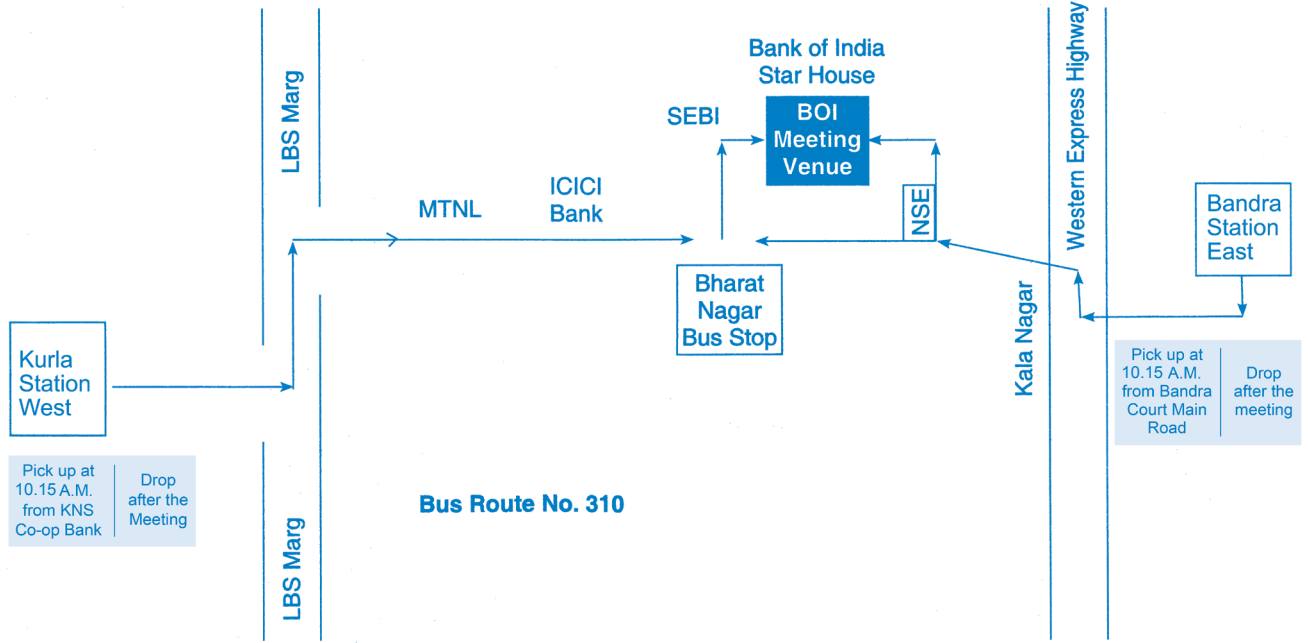 LBS Marg
Western Express Highway
Bank of India
Star House
SEBI
BOI
Meeting
Venue
MTNL
ICICI
Bank
NSE
Bandra
Station
East
Bharat
Nagar
Bus Stop
Kala Nagar
Kurla
Station
West
Pick up at
10.15 A.M.
from Bandra
Court Main
Road
Drop
after the
meeting
Pick up at
10.15 A.M.
from KNS
Co-op Bank
Drop
after the
Meeting
Bus Route No. 310
LBS Marg